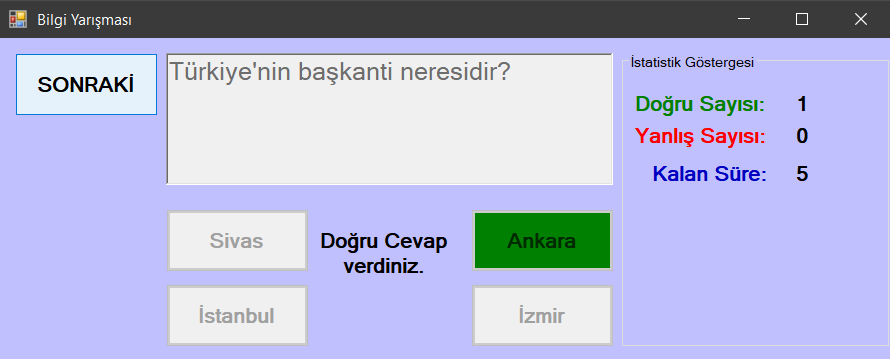 Bilgi Yarışması
SONRAKİ
Türkiye'nin başkanti neresidir?
İstatistik Göstergesi
Doğru Sayısı: 1
Yanlış Sayısı: 0
Kalan Süre: 5
Sivas
Doğru Cevap
verdiniz.
Ankara
İstanbul
İzmir